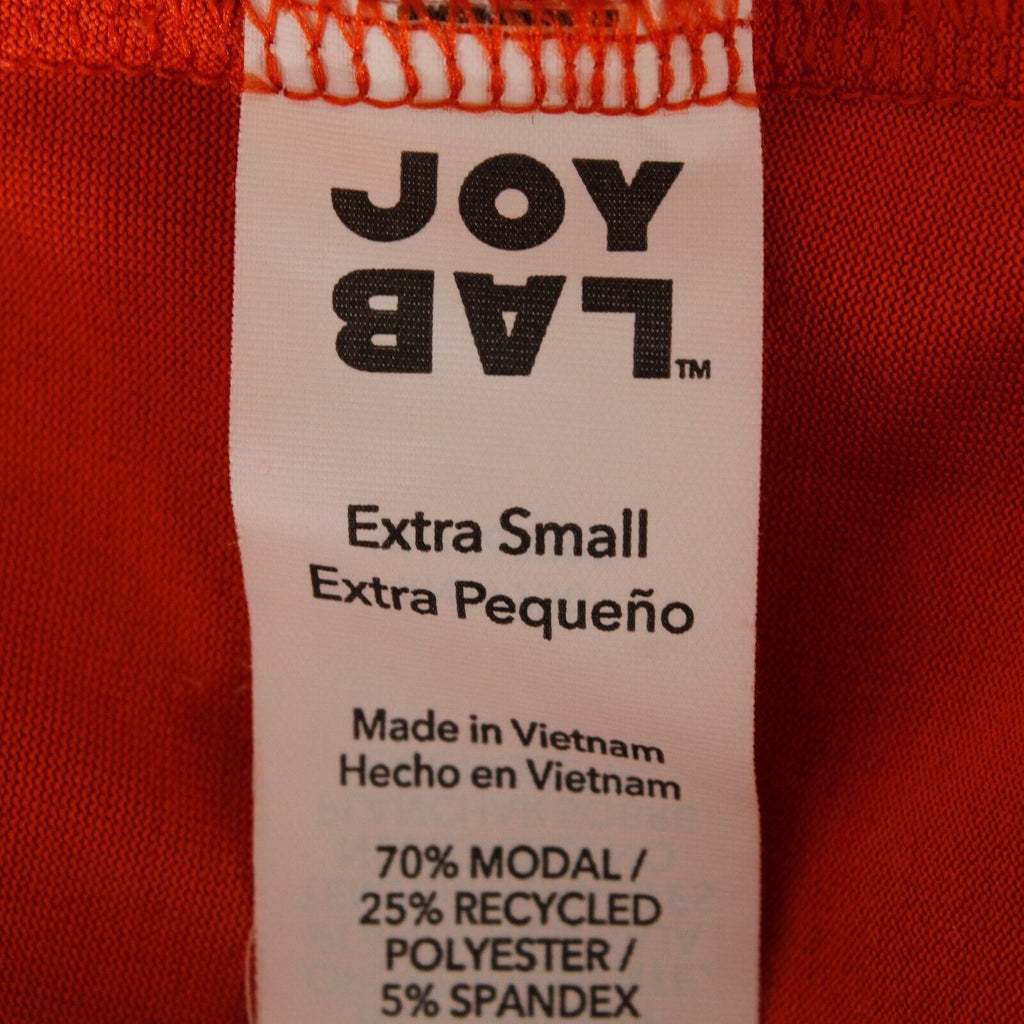 JOY
LAB™
Extra Small
Extra Pequeño
Made in Vietnam
Hecho en Vietnam
70% MODAL /
25% RECYCLED
POLYESTER /
5% SPANDEX